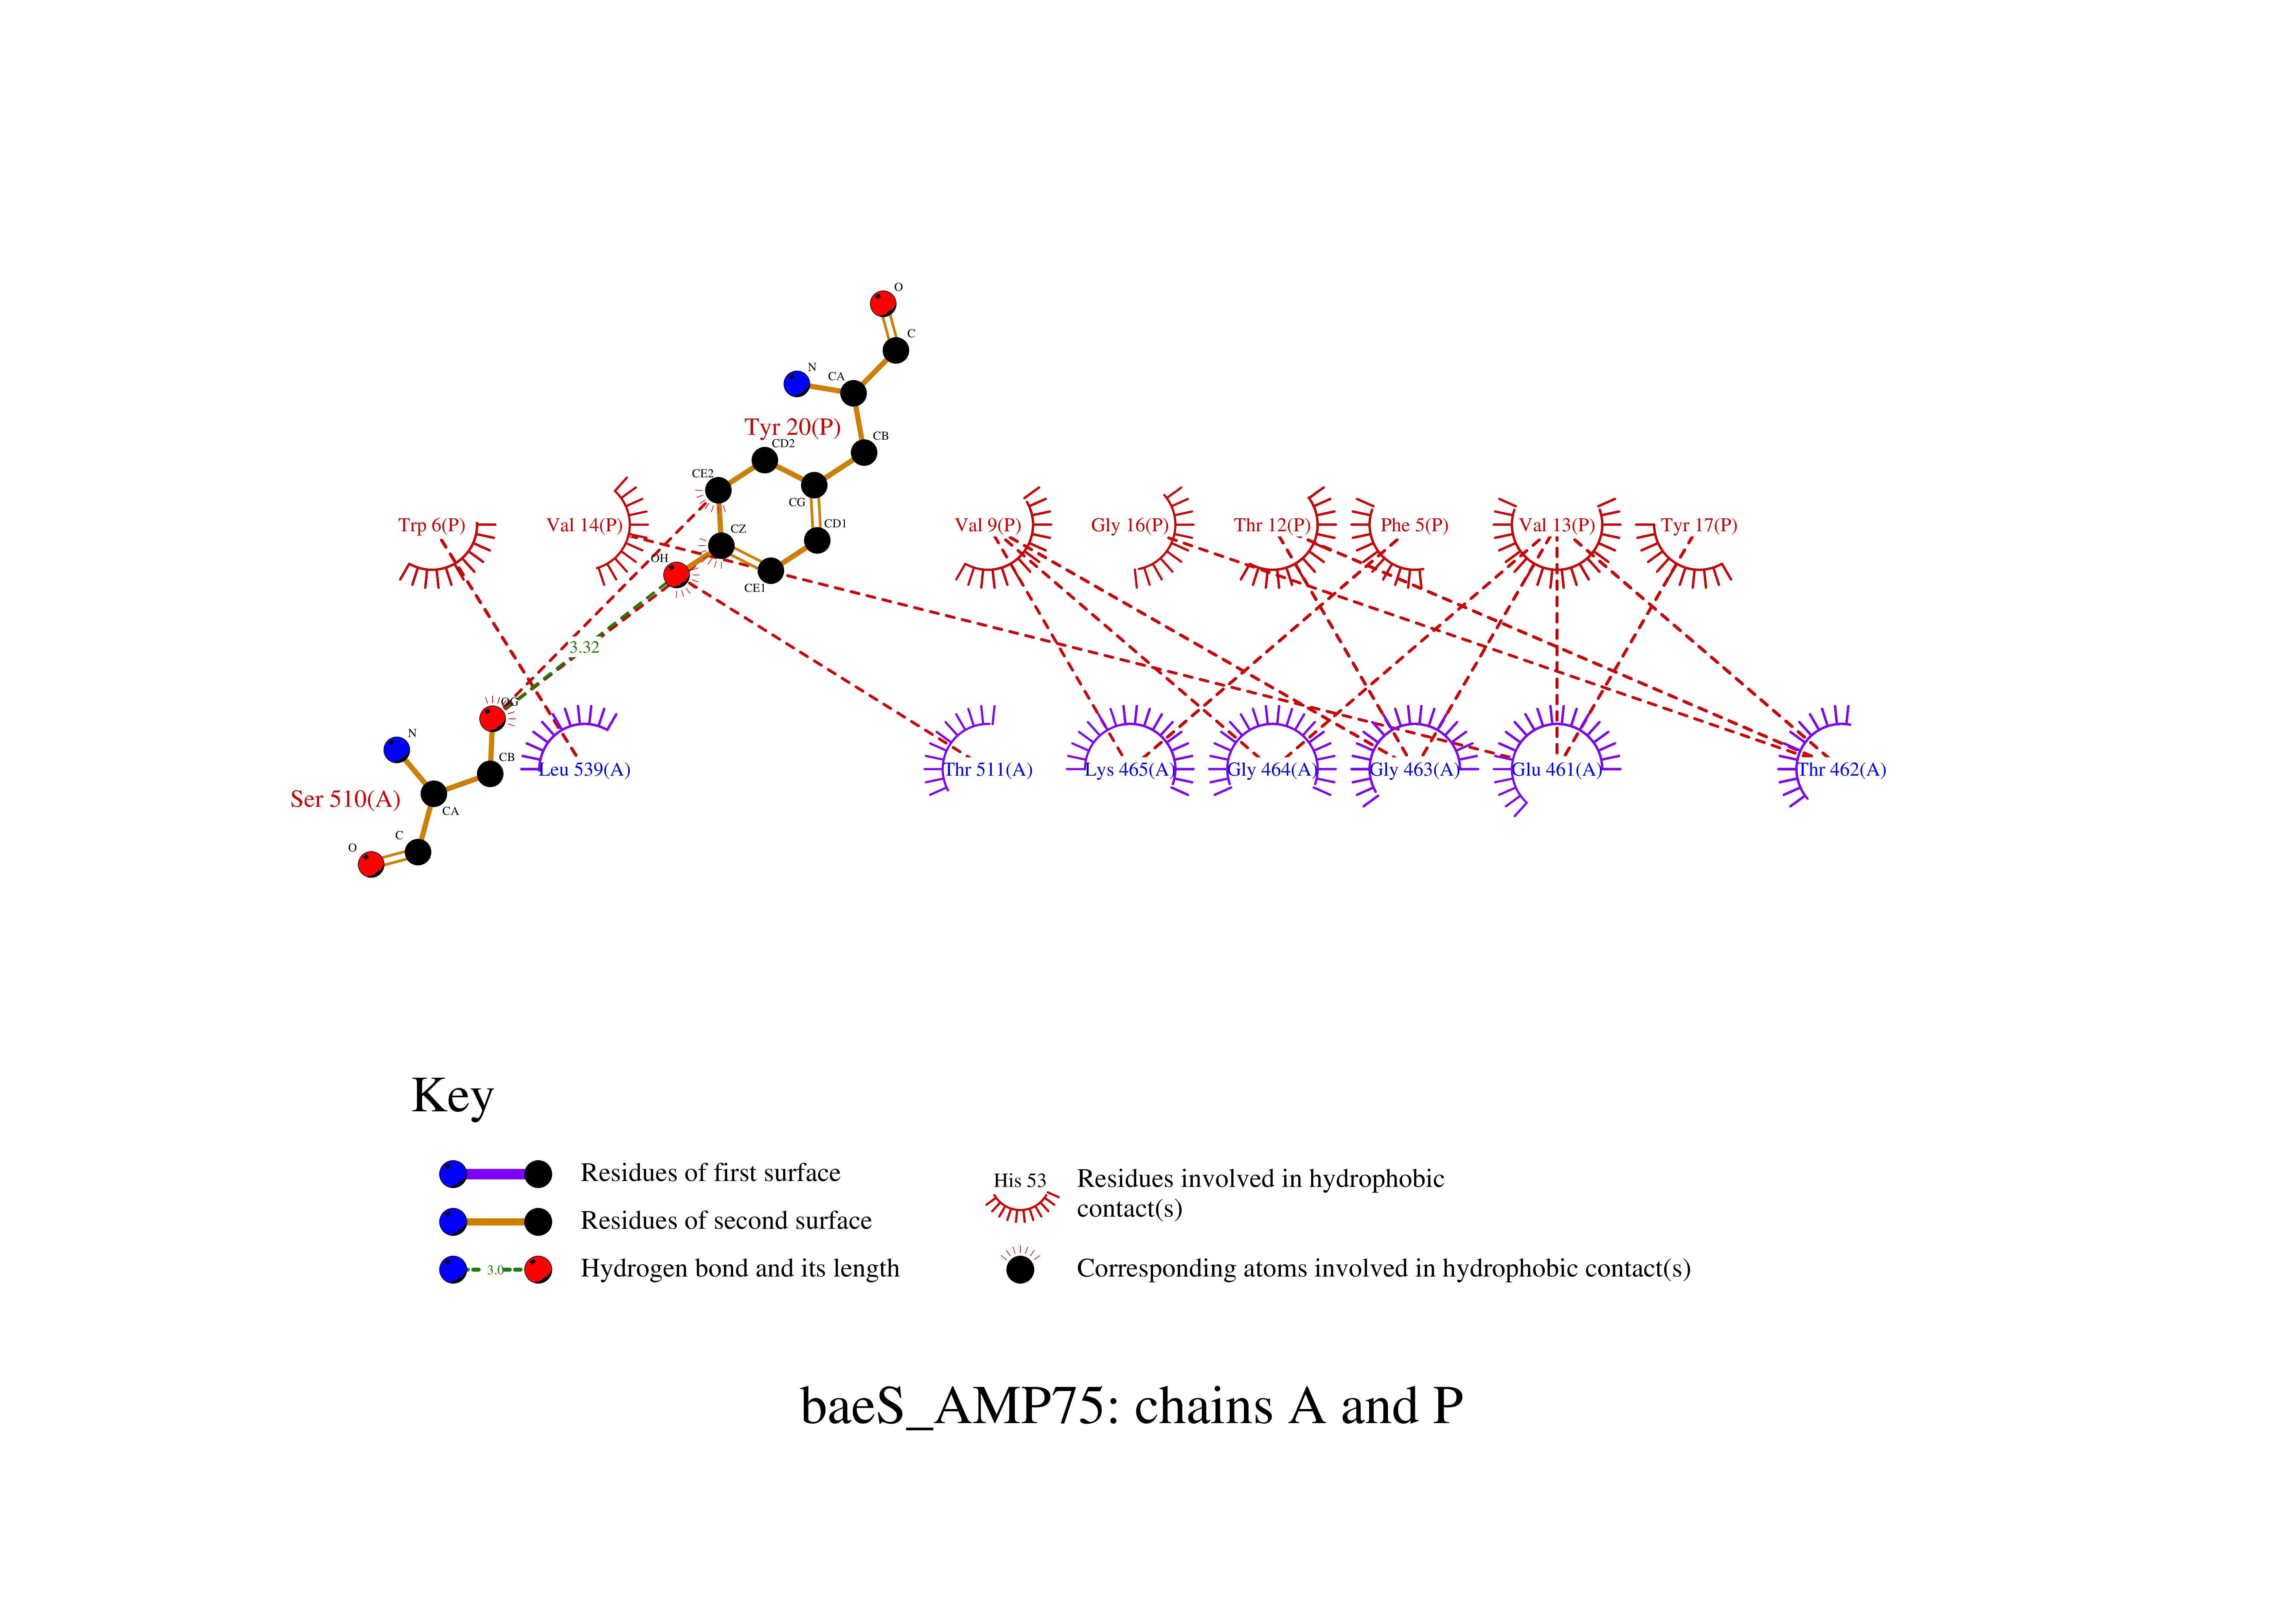 O
C
N
CA
Tyr 20(P)
CB
CD2
CE2
CG
CD1
CZ
OH
CE1
Trp 6(P)
Val 14(P)
Val 9(P)
Gly 16(P)
Thr 12(P)
Phe 5(P)
Val 13(P)
Tyr 17(P)
3.32
OG
N
CB
Ser 510(A)
CA
C
O
Leu 539(A)
Thr 511(A)
Lys 465(A)
Gly 464(A)
Gly 463(A)
Glu 461(A)
Thr 462(A)
Key
Residues of first surface
Residues of second surface
3.0
Hydrogen bond and its length
His 53
Residues involved in hydrophobic
contact(s)
Corresponding atoms involved in hydrophobic contact(s)
baeS_AMP75: chains A and P